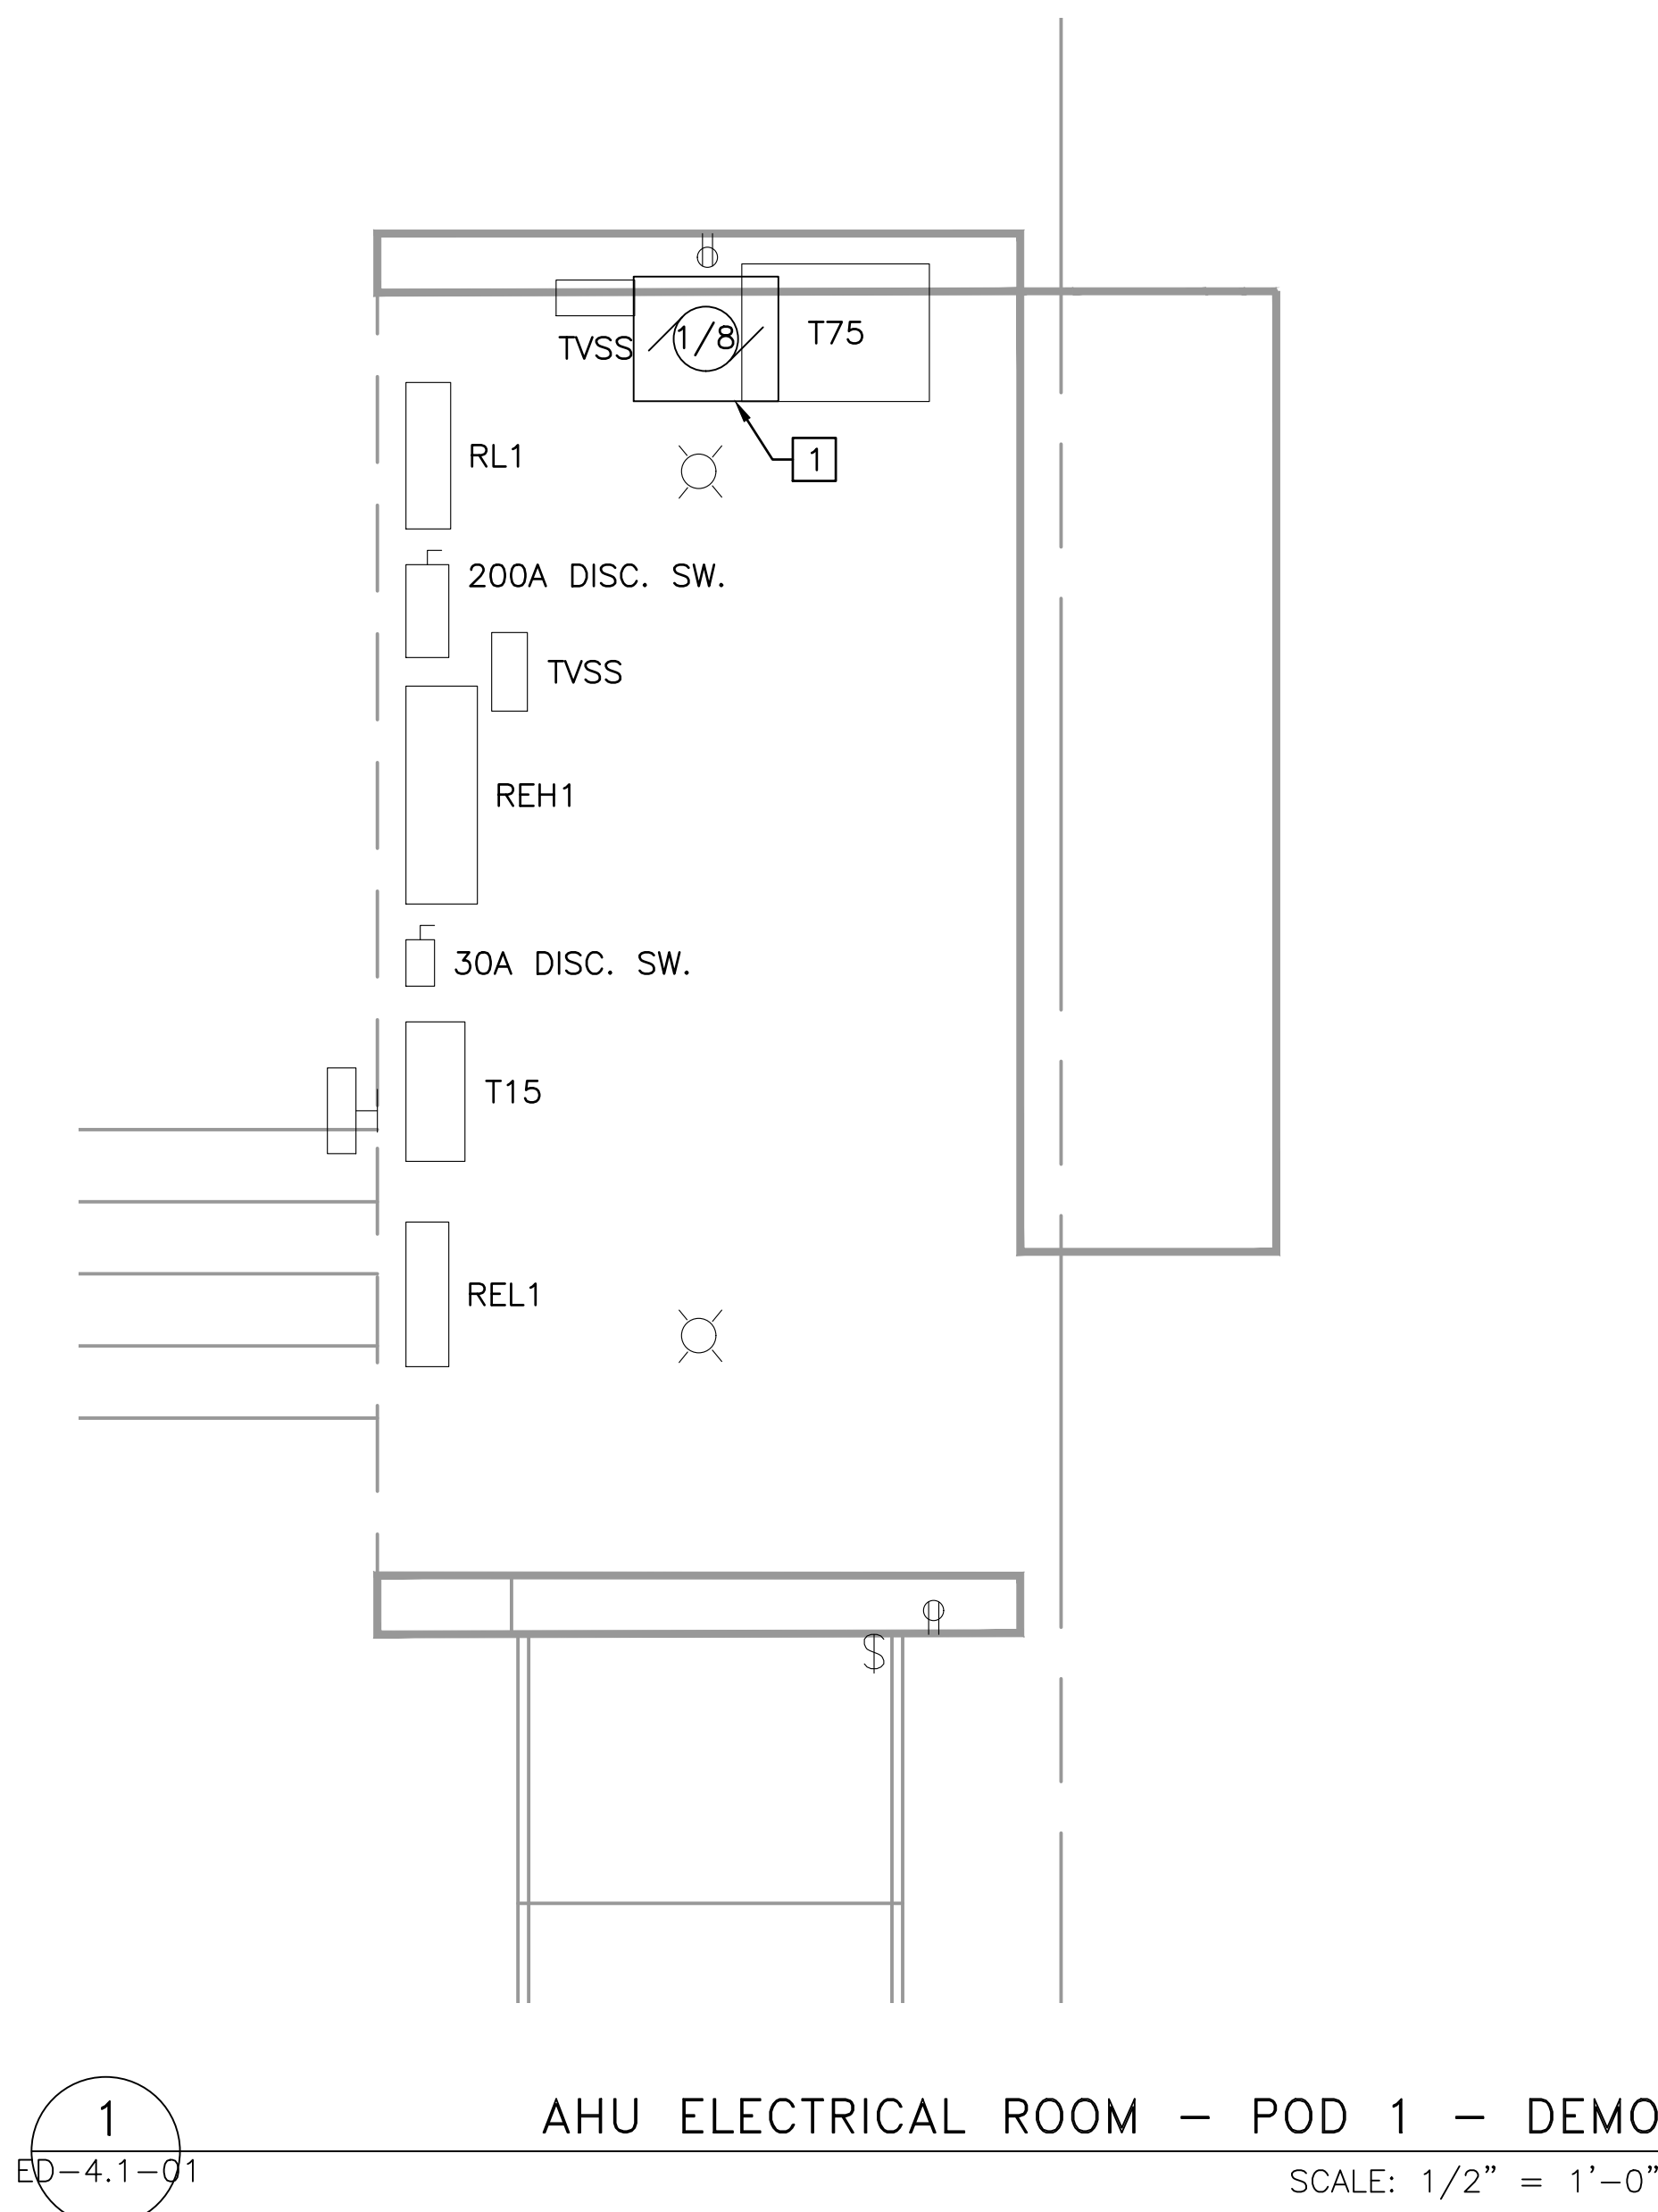 1/8
T75
TVSS
RL1
1
200A DISC. SW.
TVSS
REH1
30A DISC. SW.
T15
REL1
$
1
AHU ELECTRICAL ROOM - POD 1 - DEMO
ED-4.1-01
SCALE: 1/2" = 1'-0"